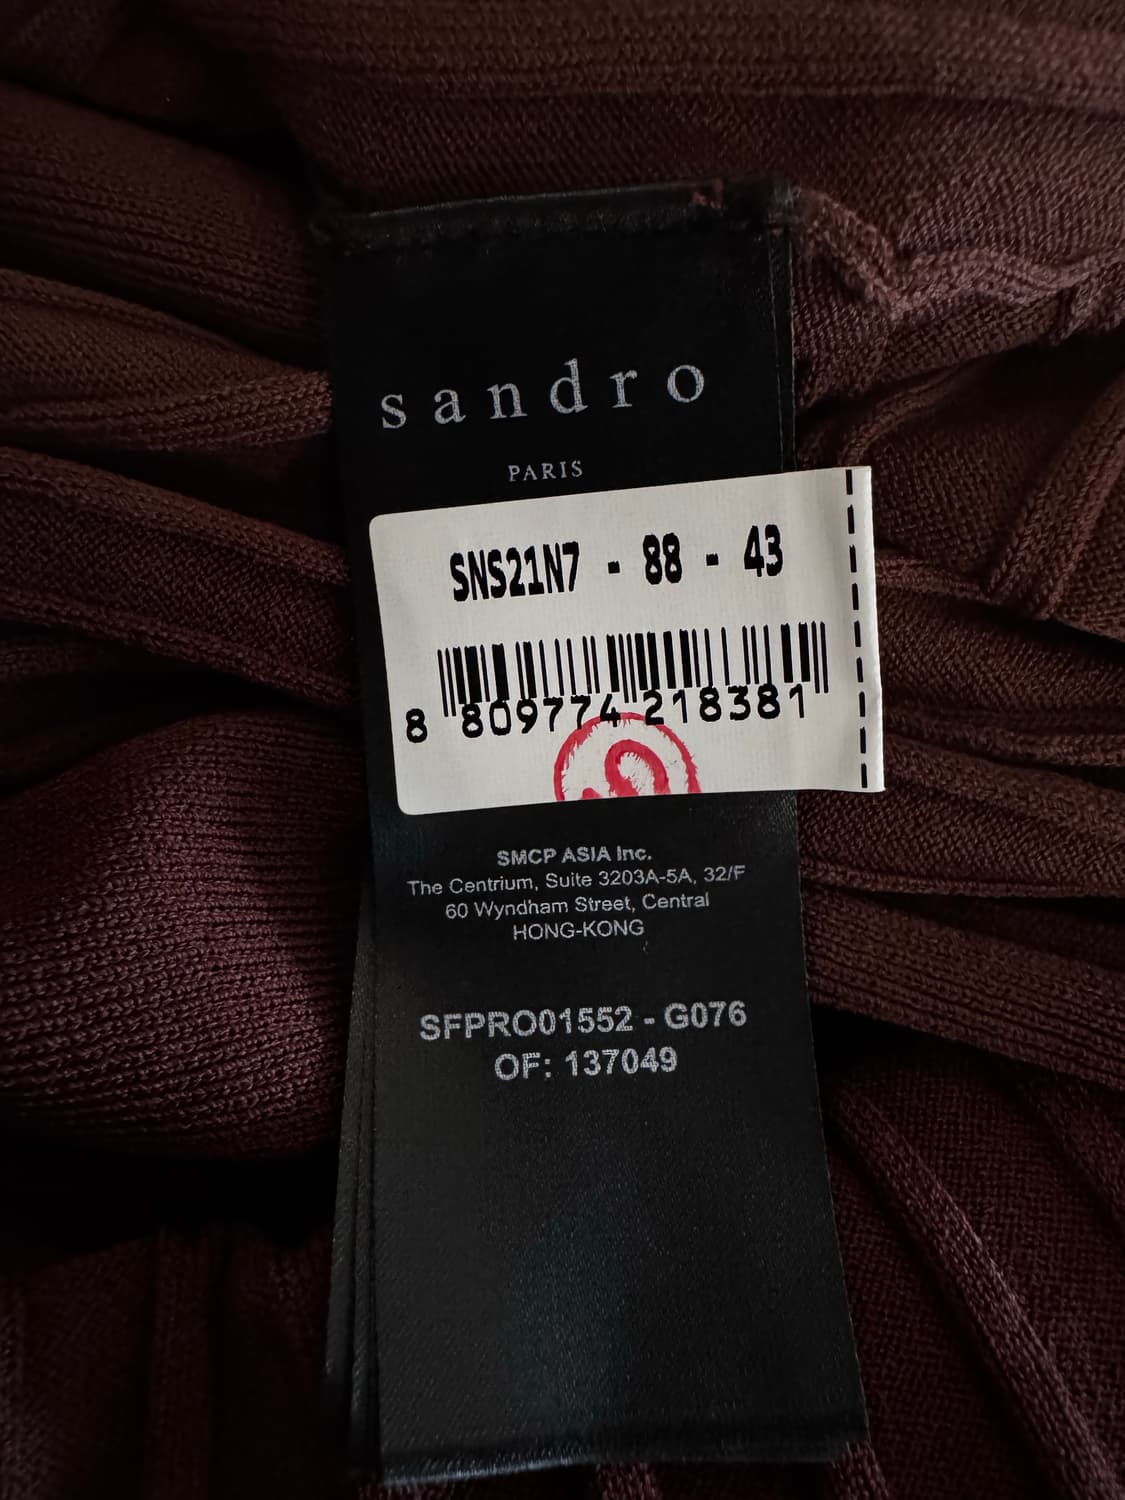 sandro
PARIS
SNS21N7 - 88 - 43
8 809774 218381
SMCP ASIA Inc.
The Centrium, Suite 3203A-5A, 32/F
60 Wyndham Street, Central
HONG-KONG
SFPRO01552 - G076
OF: 137049